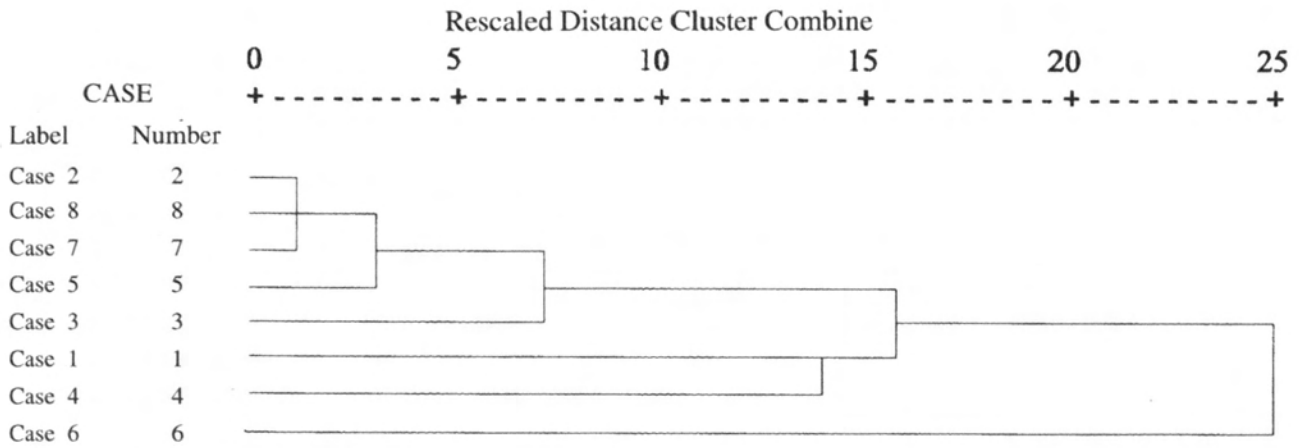 Rescaled Distance Cluster Combine
0 5 10 15 20 25
CASE +---------+---------+---------+---------+---------+
Label Number
Case 2 2
Case 8 8
Case 7 7
Case 5 5
Case 3 3
Case 1 1
Case 4 4
Case 6 6